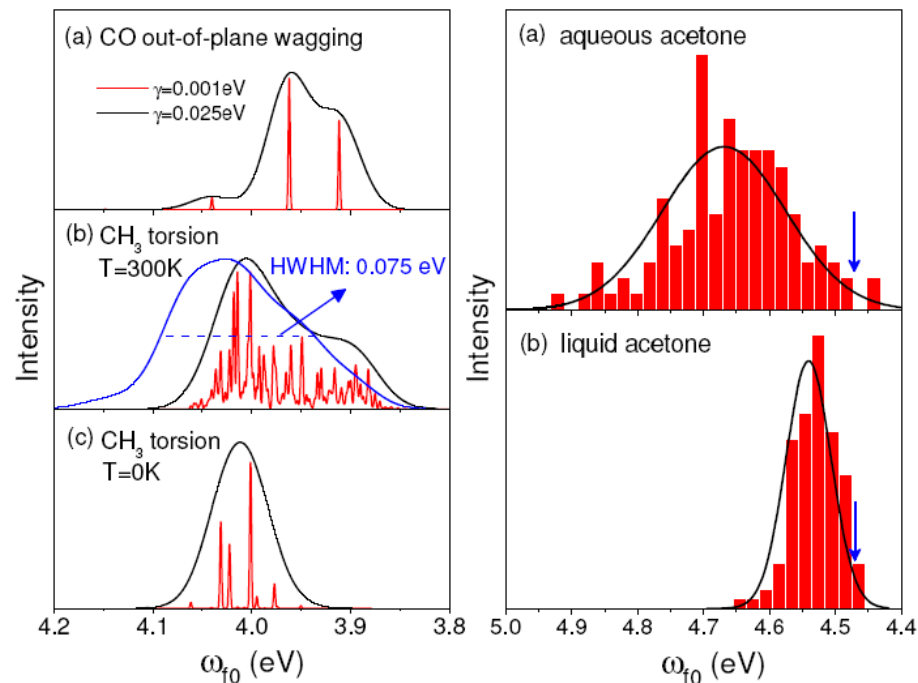 (a) CO out-of-plane wagging
γ=0.001eV
γ=0.025eV
(b) CH₃ torsion
T=300K
HWHM: 0.075 eV
(c) CH₃ torsion
T=0K
Intensity
4.2 4.1 4.0 3.9 3.8
ω_f0 (eV)
(a) aqueous acetone
(b) liquid acetone
Intensity
5.0 4.9 4.8 4.7 4.6 4.5 4.4
ω_f0 (eV)